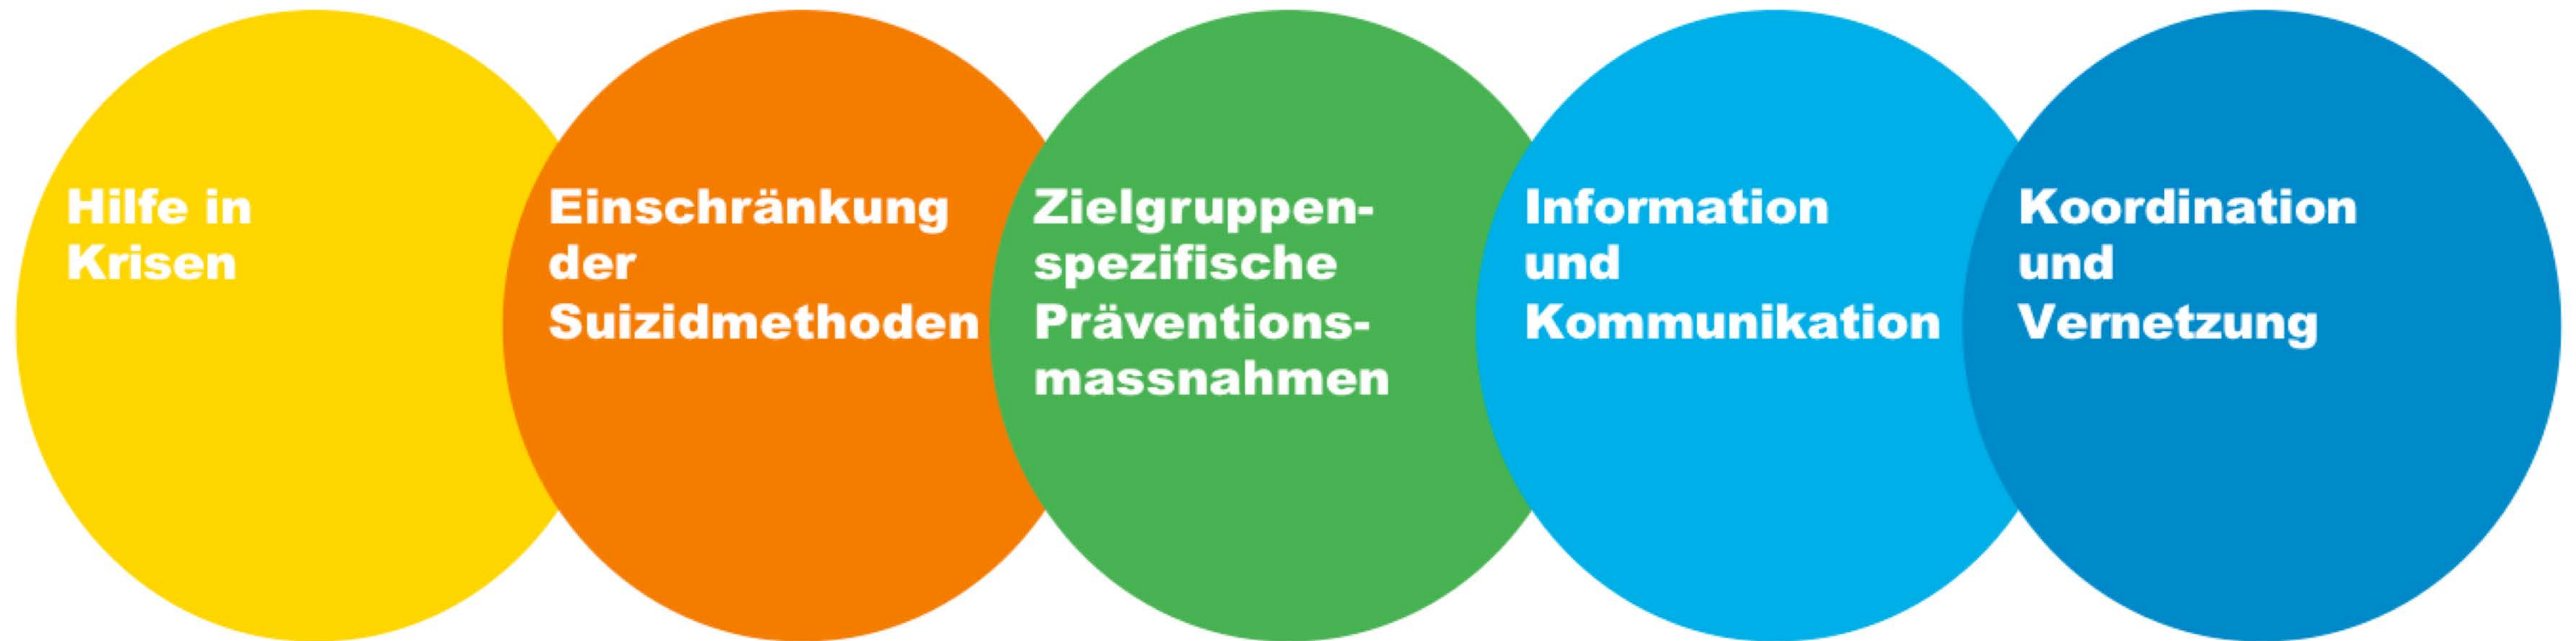 Hilfe in
Krisen
Einschränkung
der
Suizidmethoden
Zielgruppen-
spezifische
Präventions-
massnahmen
Information
und
Kommunikation
Koordination
und
Vernetzung